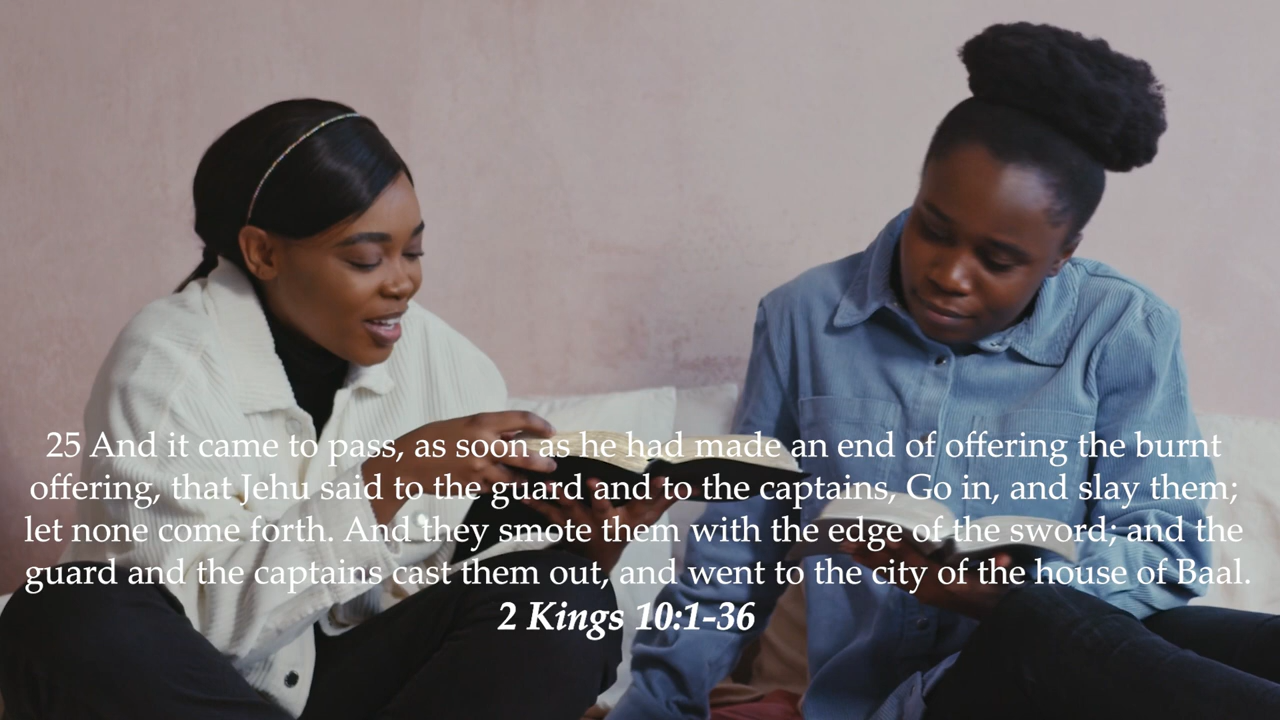 25 And it came to pass, as soon as he had made an end of offering the burnt
offering, that Jehu said to the guard and to the captains, Go in, and slay them;
let none come forth. And they smote them with the edge of the sword; and the
guard and the captains cast them out, and went to the city of the house of Baal.
2 Kings 10:1-36